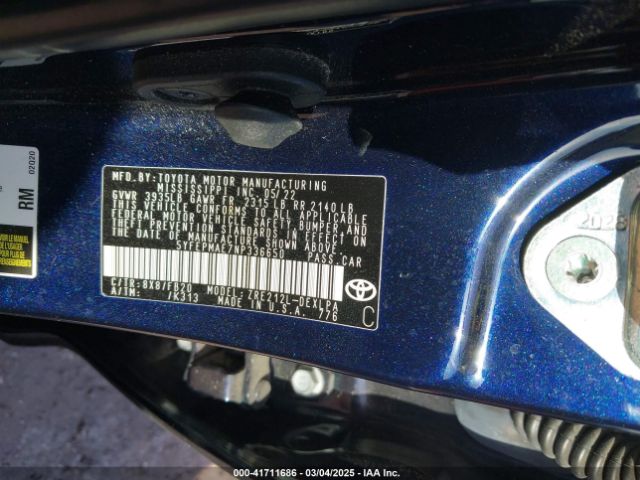 MFD.BY: TOYOTA MOTOR MANUFACTURING
MISSISSIPPI INC. 05/22
GVWR 3935LB GAWR FR 2315LB RR 2140LB
THIS VEHICLE CONFORMS TO ALL APPLICABLE
FEDERAL MOTOR VEHICLE SAFETY, BUMPER, AND
THEFT PREVENTION STANDARDS IN EFFECT ON
THE DATE OF MANUFACTURE SHOWN ABOVE.
PASS.CAR
C/TR: 8X8/FB20 MODEL: ZRE212L-DEXLPA
A/TM: /K313 MADE IN U.S.A. 776
C
02020
RM
000-41711686 - 03/04/2025 - IAA Inc.